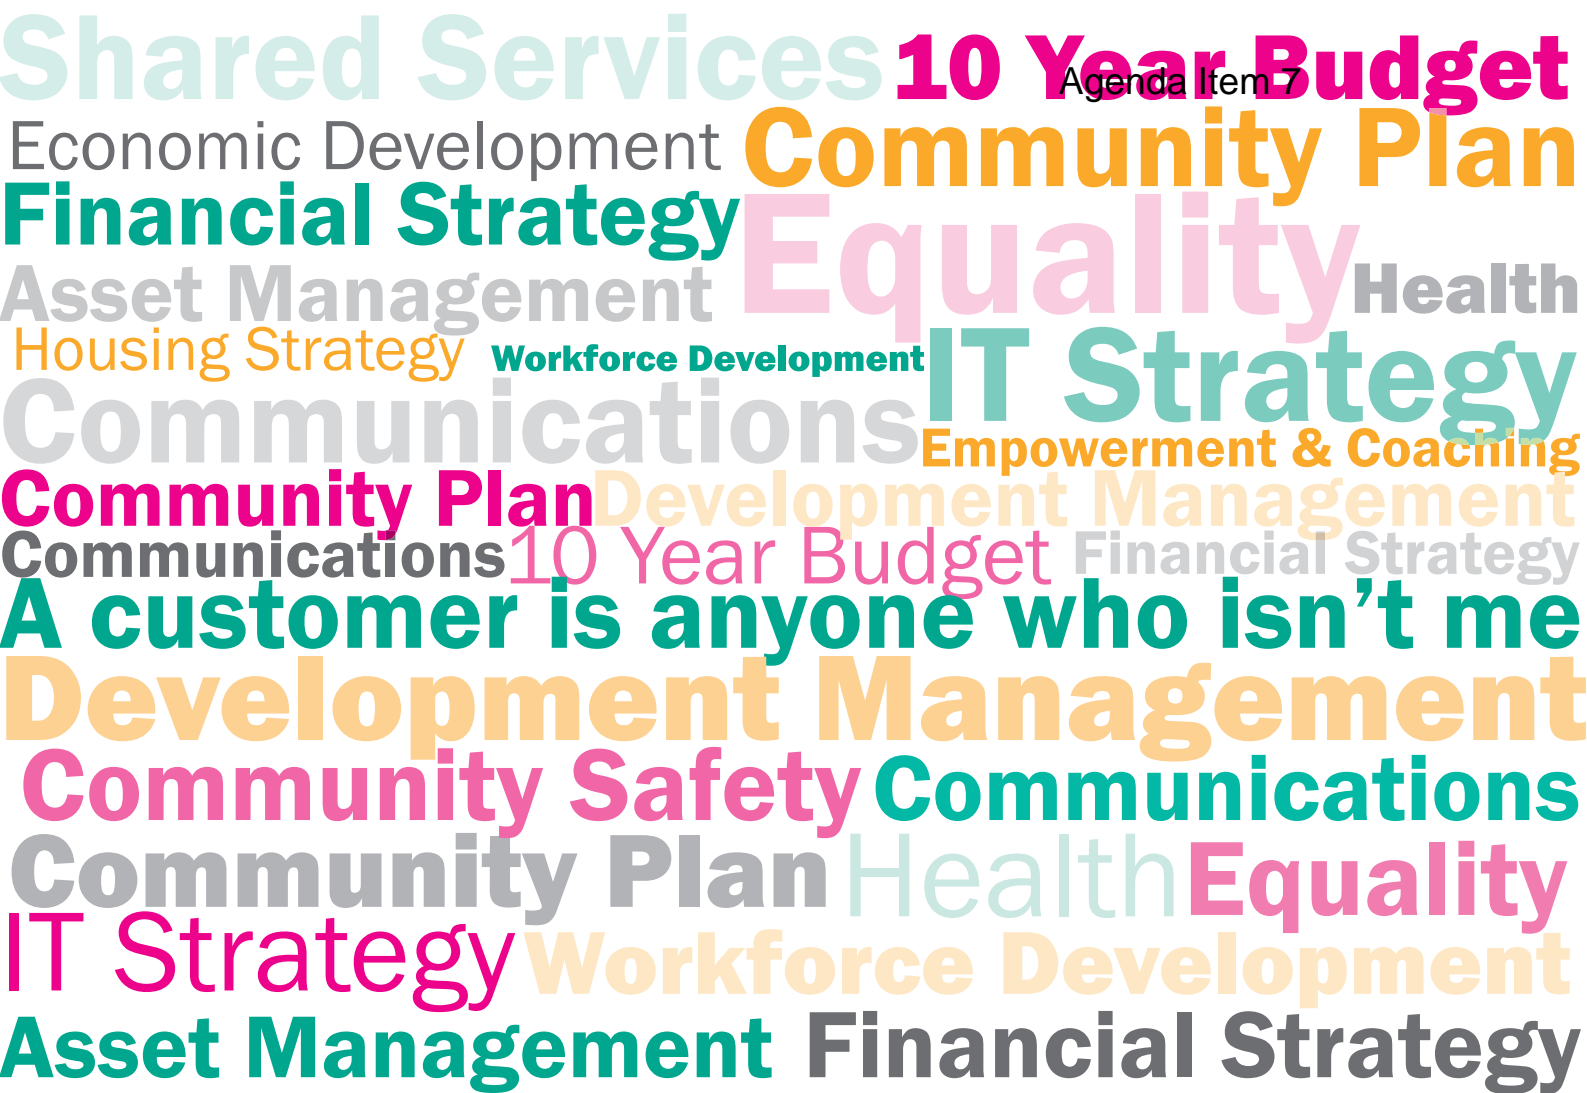 Shared Services 10 Year Budget
Agenda Item 7
Economic Development Community Plan
Financial Strategy Equality
Asset Management Health
Housing Strategy Workforce Development IT Strategy
Communications Empowerment & Coaching
Community Plan Development Management
Communications 10 Year Budget Financial Strategy
A customer is anyone who isn’t me
Development Management
Community Safety Communications
Community Plan Health Equality
IT Strategy Workforce Development
Asset Management Financial Strategy